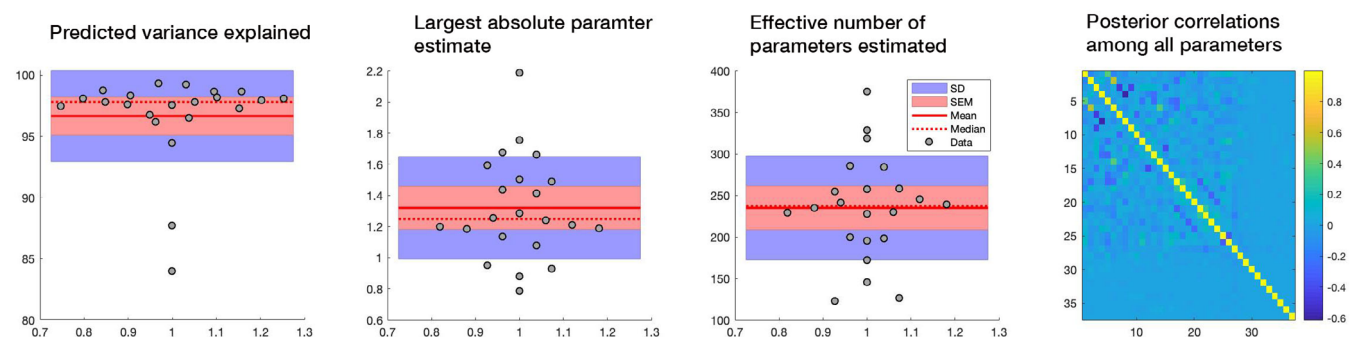 Predicted variance explained
100
95
90
85
80
0.7 0.8 0.9 1 1.1 1.2 1.3
Largest absolute paramter
estimate
2.2
2
1.8
1.6
1.4
1.2
1
0.8
0.6
0.7 0.8 0.9 1 1.1 1.2 1.3
Effective number of
parameters estimated
400
350
300
250
200
150
100
0.7 0.8 0.9 1 1.1 1.2 1.3
SD
SEM
Mean
Median
Data
Posterior correlations
among all parameters
5
10
15
20
25
30
35
10 20 30
0.8
0.6
0.4
0.2
0
-0.2
-0.4
-0.6